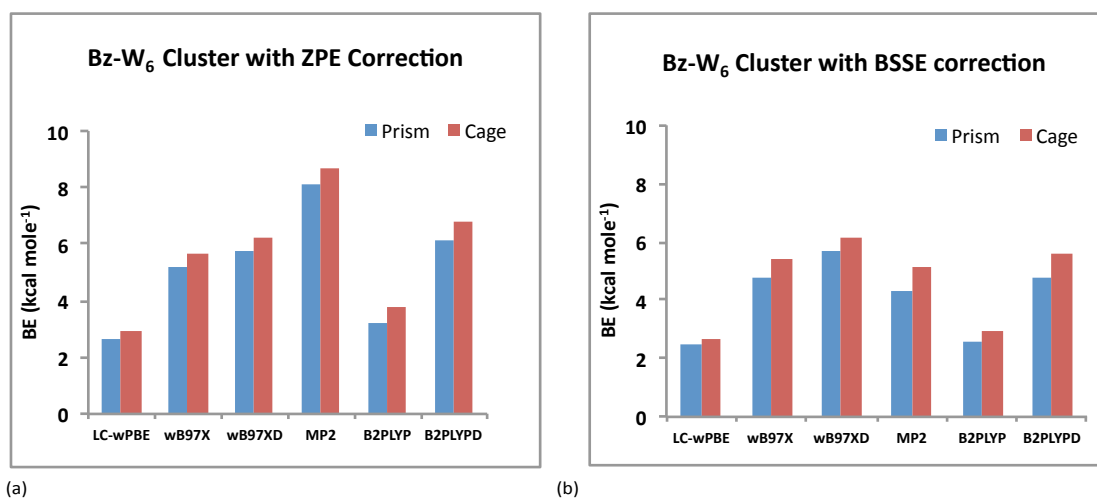 Bz-W6 Cluster with ZPE Correction
Prism Cage
BE (kcal mole-1)
10
8
6
4
2
0
LC-wPBE wB97X wB97XD MP2 B2PLYP B2PLYPD
(a)
Bz-W6 Cluster with BSSE correction
Prism Cage
BE (kcal mole-1)
10
8
6
4
2
0
LC-wPBE wB97X wB97XD MP2 B2PLYP B2PLYPD
(b)